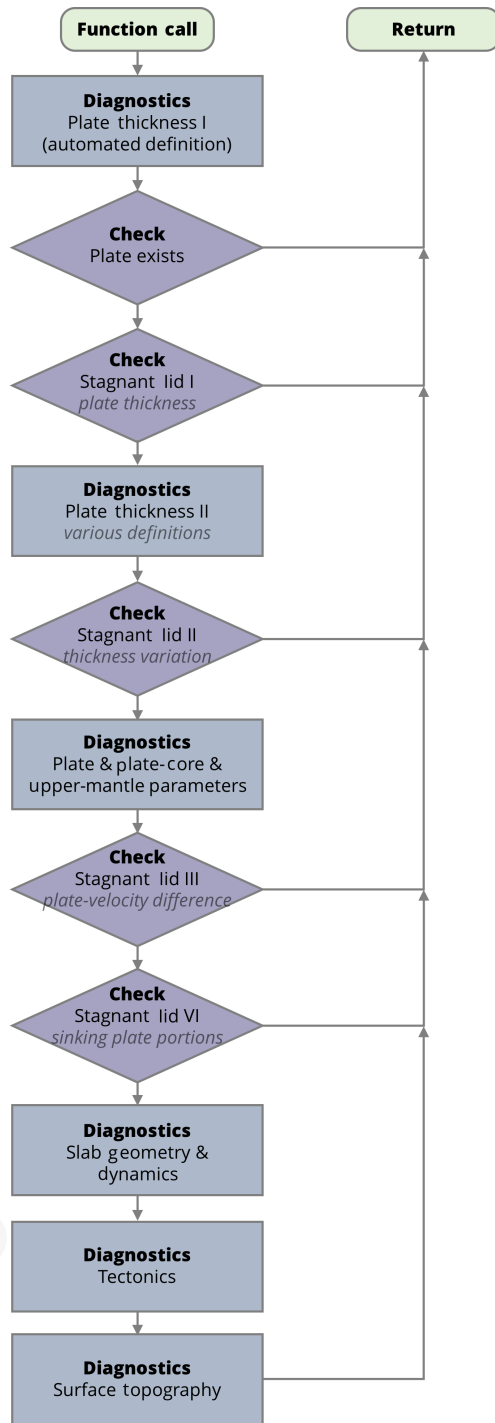 Function call
Return
Diagnostics
Plate thickness I
(automated definition)
Check
Plate exists
Check
Stagnant lid I
plate thickness
Diagnostics
Plate thickness II
various definitions
Check
Stagnant lid II
thickness variation
Diagnostics
Plate & plate-core &
upper-mantle parameters
Check
Stagnant lid III
plate-velocity difference
Check
Stagnant lid VI
sinking plate portions
Diagnostics
Slab geometry &
dynamics
Diagnostics
Tectonics
Diagnostics
Surface topography